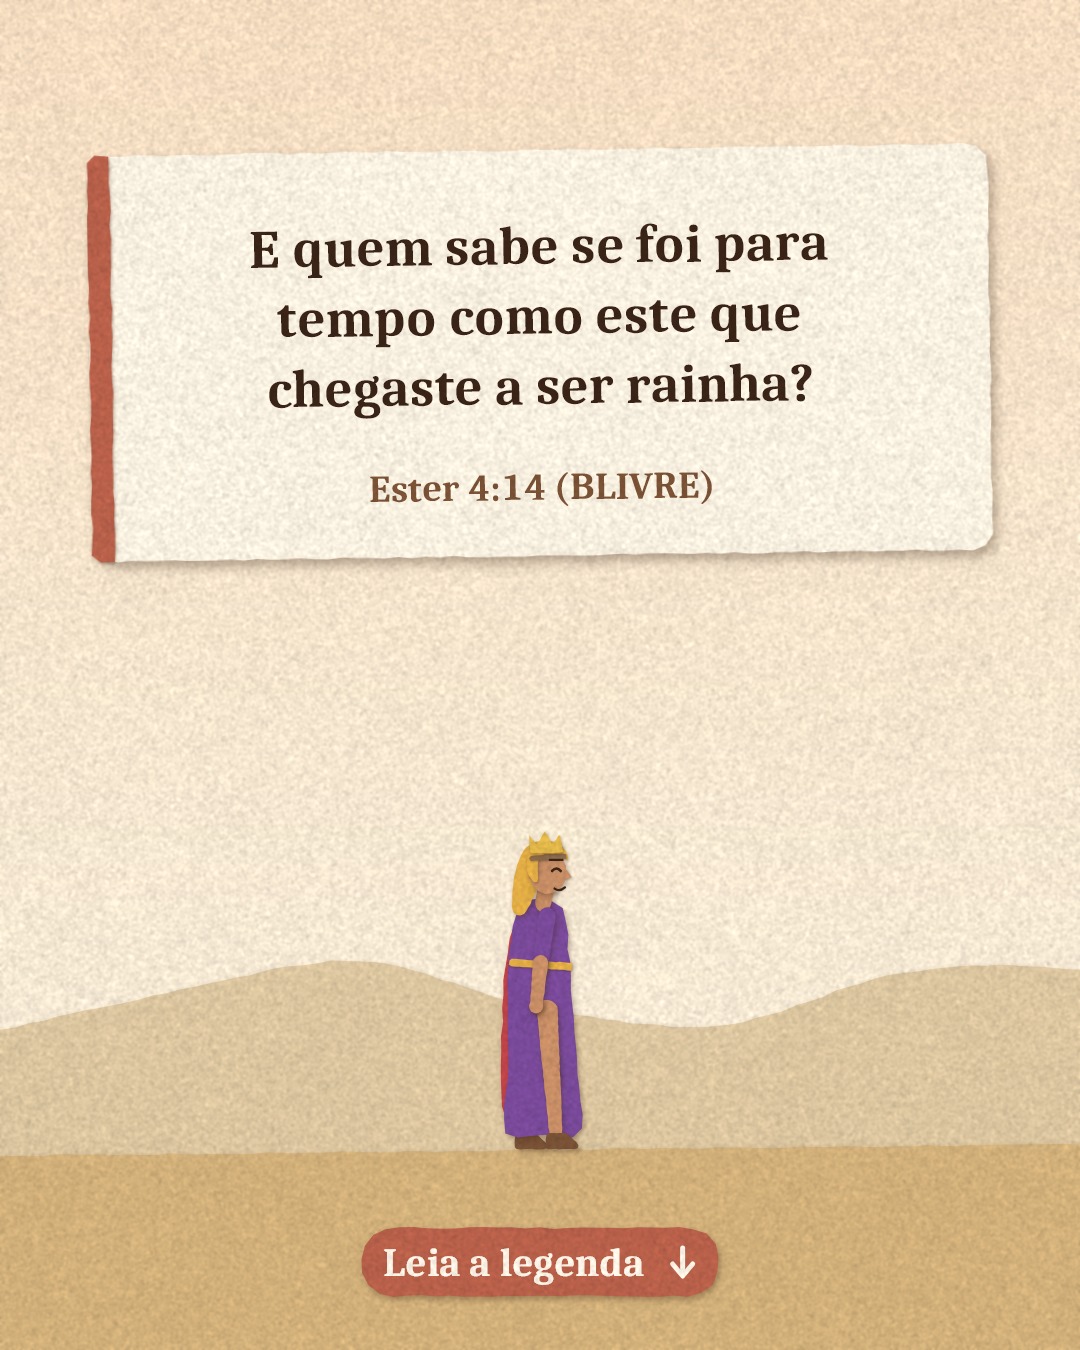 E quem sabe se foi para
tempo como este que
chegaste a ser rainha?
Ester 4:14 (BLIVRE)
Leia a legenda ↓